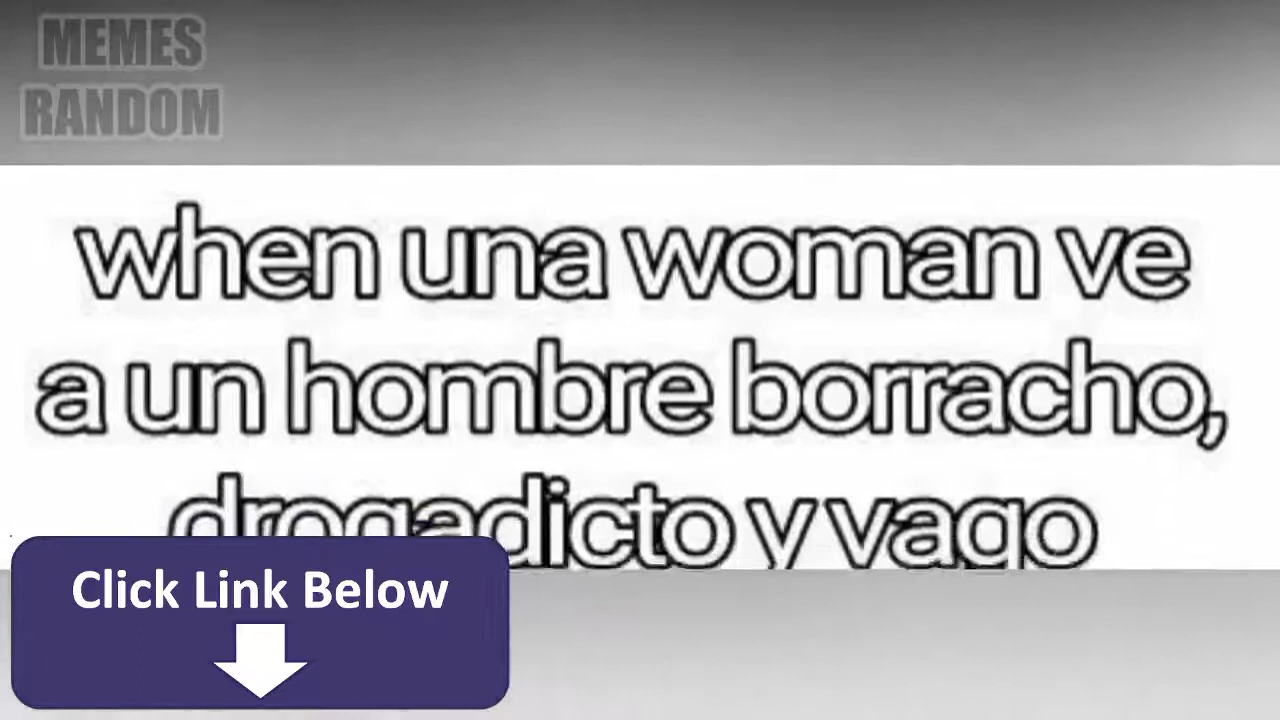 MEMES
RANDOM
when una woman ve
a un hombre borracho,
drogadicto y vago
Click Link Below